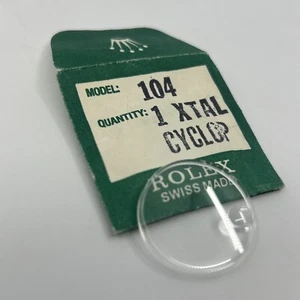 MODEL: 104
QUANTITY: 1 XTAL
CYCLOP
ROLEX
SWISS MADE